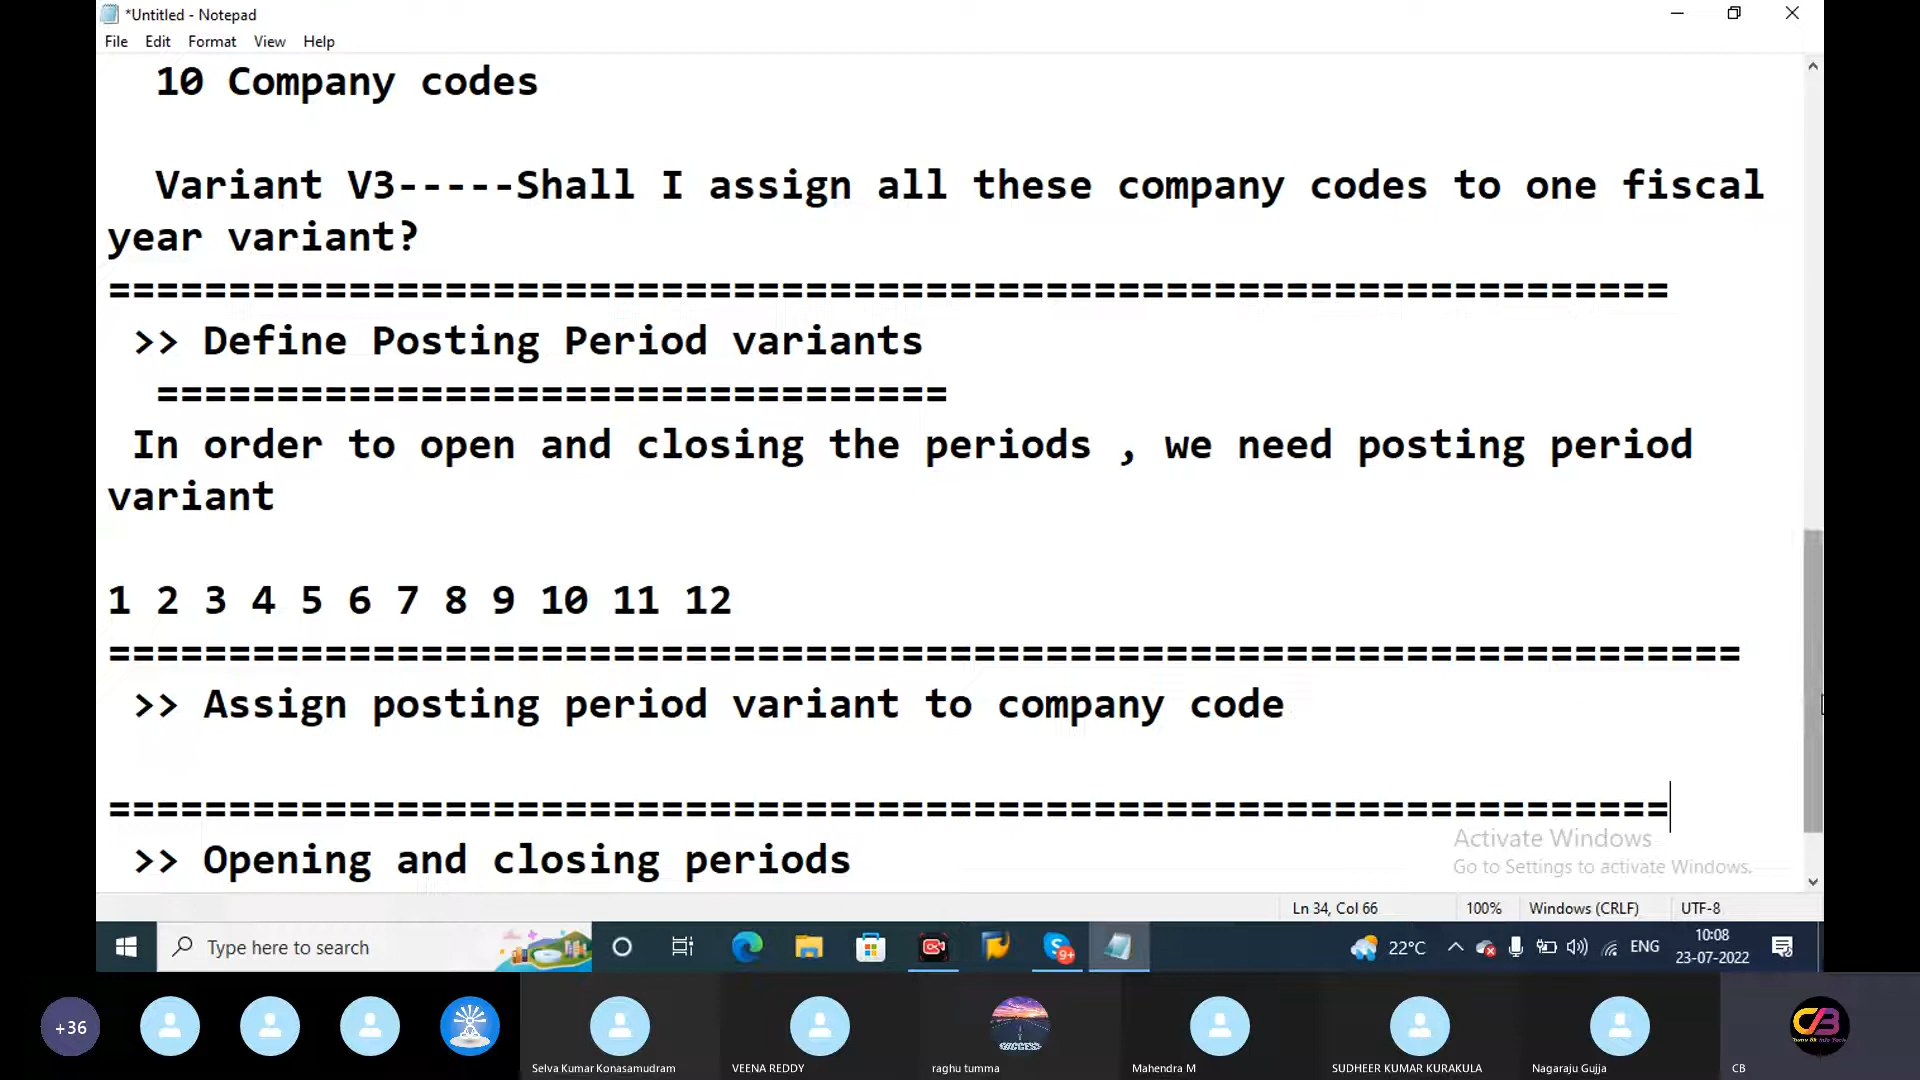 *Untitled - Notepad
File Edit Format View Help
10 Company codes
Variant V3-----Shall I assign all these company codes to one fiscal
year variant?
=================================================================
>> Define Posting Period variants
=================================
In order to open and closing the periods , we need posting period
variant
1 2 3 4 5 6 7 8 9 10 11 12
====================================================================
>> Assign posting period variant to company code
=================================================================
>> Opening and closing periods
Activate Windows
Go to Settings to activate Windows.
Ln 34, Col 66 100% Windows (CRLF) UTF-8
Type here to search
9+
22°C
ENG
10:08
23-07-2022
+36
Selva Kumar Konasamudram
VEENA REDDY
raghu tumma
Mahendra M
SUDHEER KUMAR KURAKULA
Nagaraju Gujja
CB